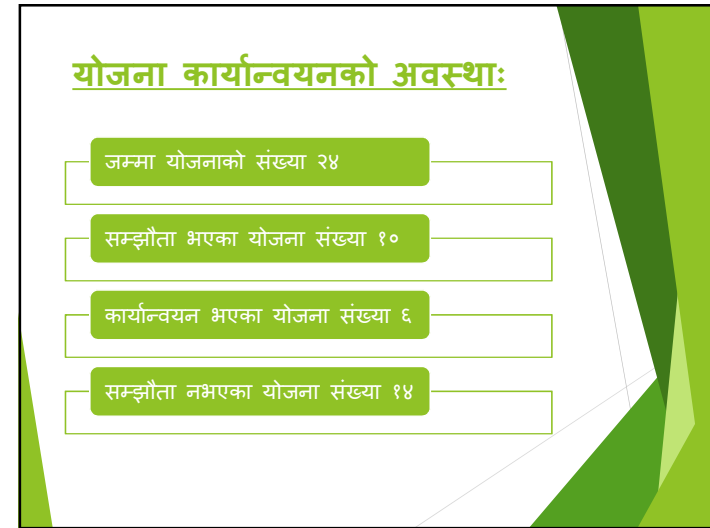 योजना कार्यान्वयनको अवस्थाः
जम्मा योजनाको संख्या २४
सम्झौता भएका योजना संख्या १०
कार्यान्वयन भएका योजना संख्या ६
सम्झौता नभएका योजना संख्या १४